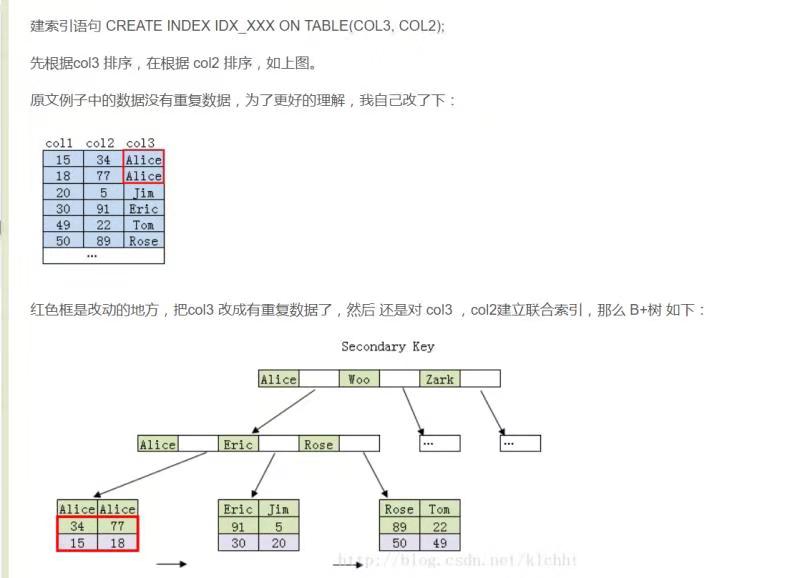 建索引语句 CREATE INDEX IDX_XXX ON TABLE(COL3, COL2);
先根据col3 排序，在根据 col2 排序，如上图。
原文例子中的数据没有重复数据，为了更好的理解，我自己改了下：
col1 col2 col3
15 34 Alice
18 77 Alice
20 5 Jim
30 91 Eric
49 22 Tom
50 89 Rose
...
红色框是改动的地方，把col3 改成有重复数据了，然后 还是对 col3 ，col2建立联合索引，那么 B+树 如下：
Secondary Key
Alice Woo Zark
Alice Eric Rose ... ...
Alice Alice Eric Jim Rose Tom
34 77 91 5 89 22
15 18 30 20 50 49
http://blog.csdn.net/klchht